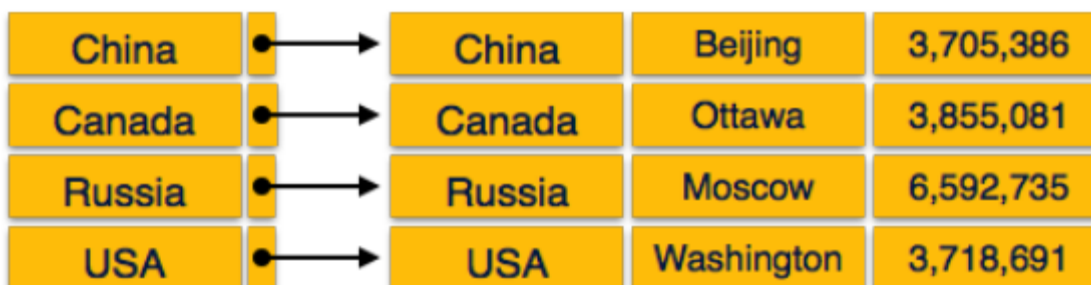 China China Beijing 3,705,386
Canada Canada Ottawa 3,855,081
Russia Russia Moscow 6,592,735
USA USA Washington 3,718,691